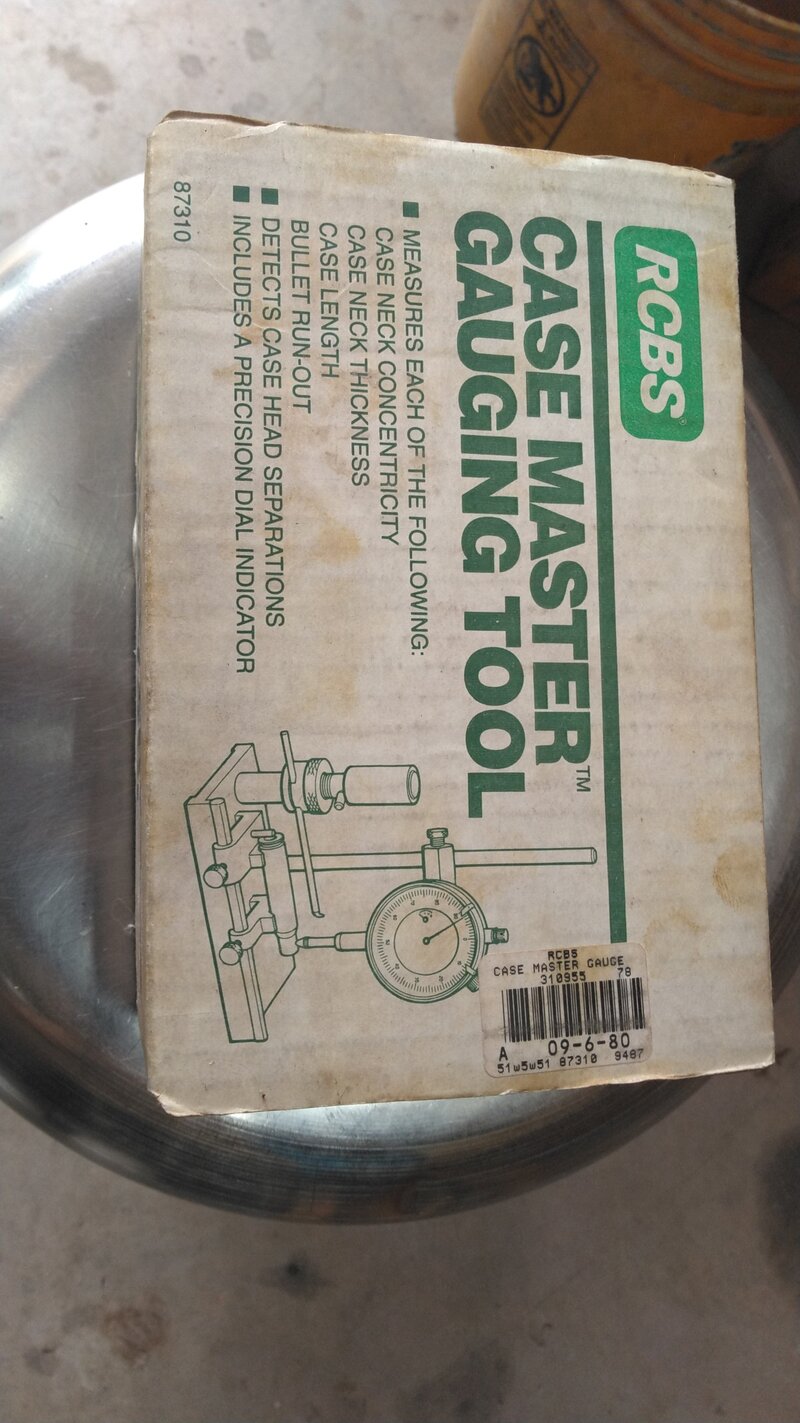 RCBS
CASE MASTER™
GAUGING TOOL
■ MEASURES EACH OF THE FOLLOWING:
CASE NECK CONCENTRICITY
CASE NECK THICKNESS
CASE LENGTH
BULLET RUN-OUT
■ DETECTS CASE HEAD SEPARATIONS
■ INCLUDES A PRECISION DIAL INDICATOR
87310
RCBS
CASE MASTER GAUGE
310955 78
A 09-6-80
51w5w51 87310 9487